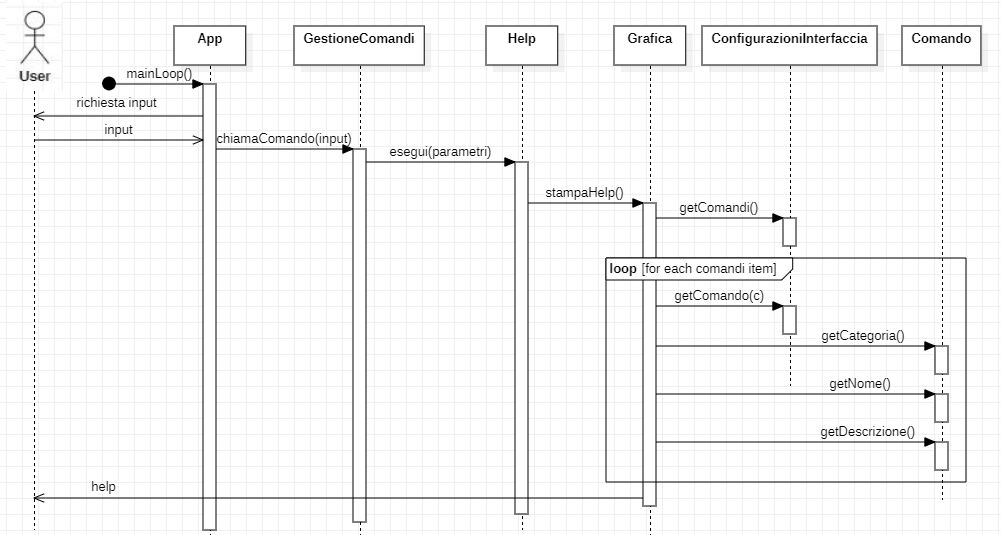 App
GestioneComandi
Help
Grafica
ConfigurazioniInterfaccia
Comando
User
mainLoop()
richiesta input
input
chiamaComando(input)
esegui(parametri)
stampaHelp()
getComandi()
loop [for each comandi item]
getComando(c)
getCategoria()
getNome()
getDescrizione()
help